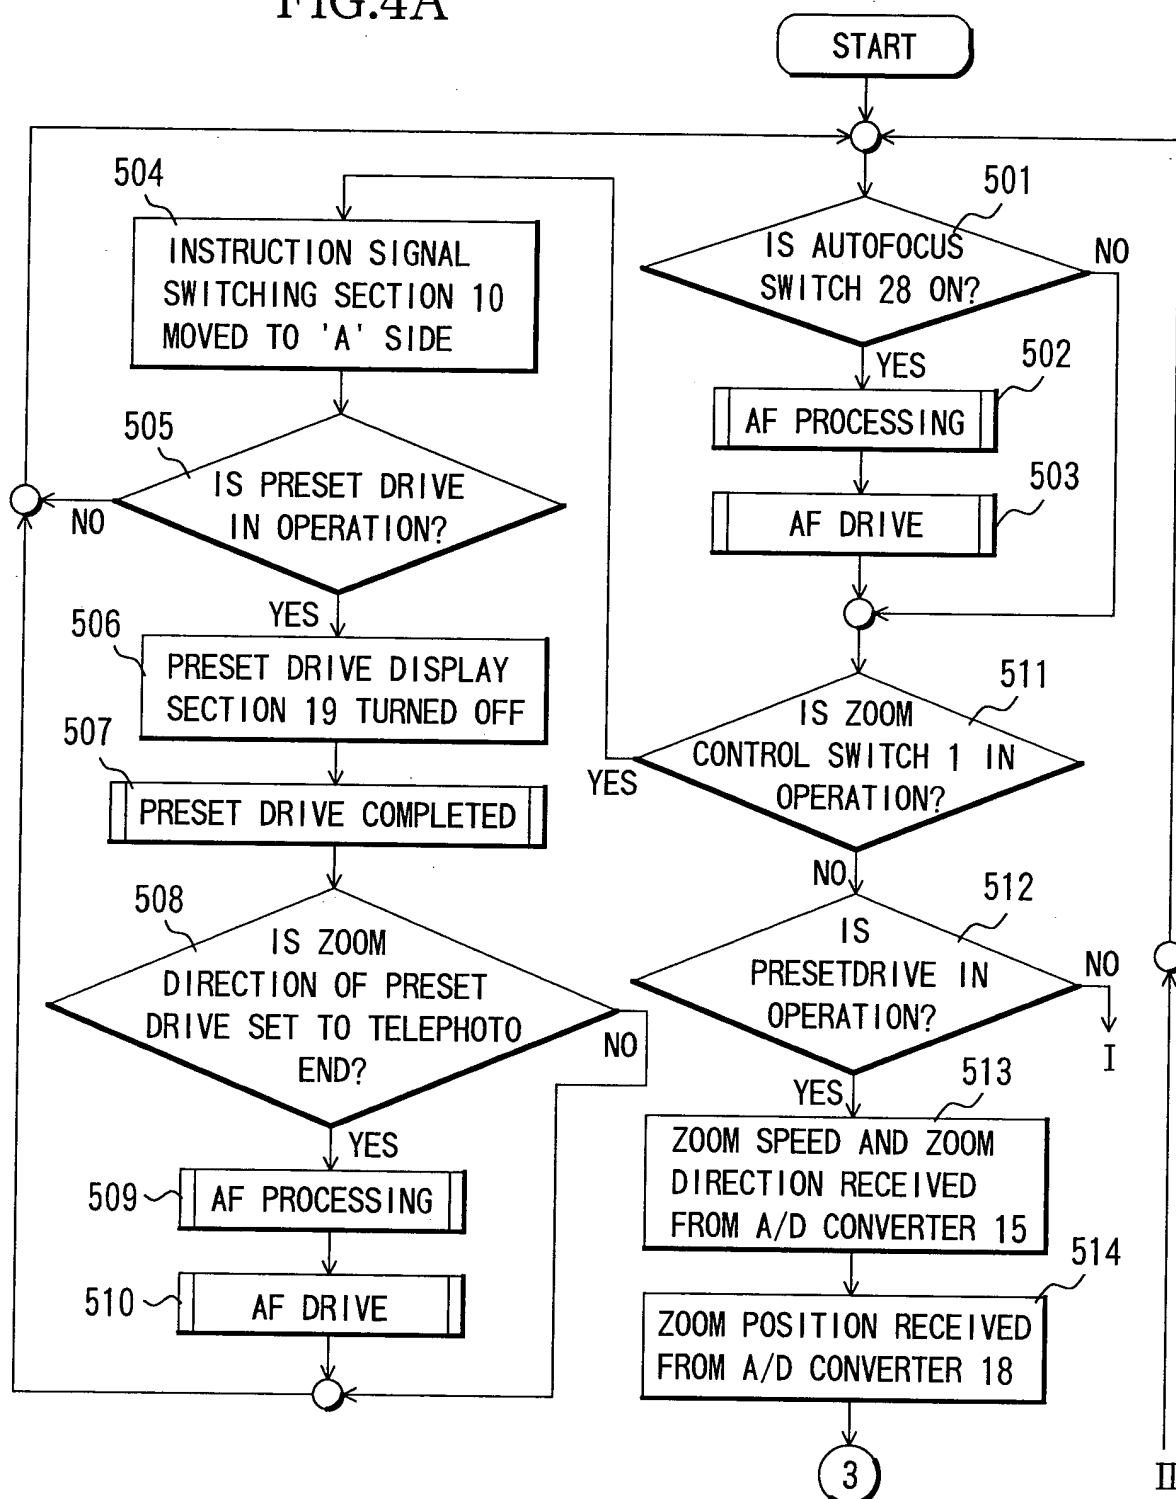 FIG.4A
START
501
IS AUTOFOCUS
SWITCH 28 ON?
NO
YES
502
AF PROCESSING
503
AF DRIVE
504
INSTRUCTION SIGNAL
SWITCHING SECTION 10
MOVED TO 'A' SIDE
505
IS PRESET DRIVE
IN OPERATION?
NO
YES
506
PRESET DRIVE DISPLAY
SECTION 19 TURNED OFF
507
PRESET DRIVE COMPLETED
508
IS ZOOM
DIRECTION OF PRESET
DRIVE SET TO TELEPHOTO
END?
NO
YES
509
AF PROCESSING
510
AF DRIVE
511
IS ZOOM
CONTROL SWITCH 1 IN
OPERATION?
YES
NO
512
IS
PRESETDRIVE IN
OPERATION?
NO
I
YES
513
ZOOM SPEED AND ZOOM
DIRECTION RECEIVED
FROM A/D CONVERTER 15
514
ZOOM POSITION RECEIVED
FROM A/D CONVERTER 18
3
II